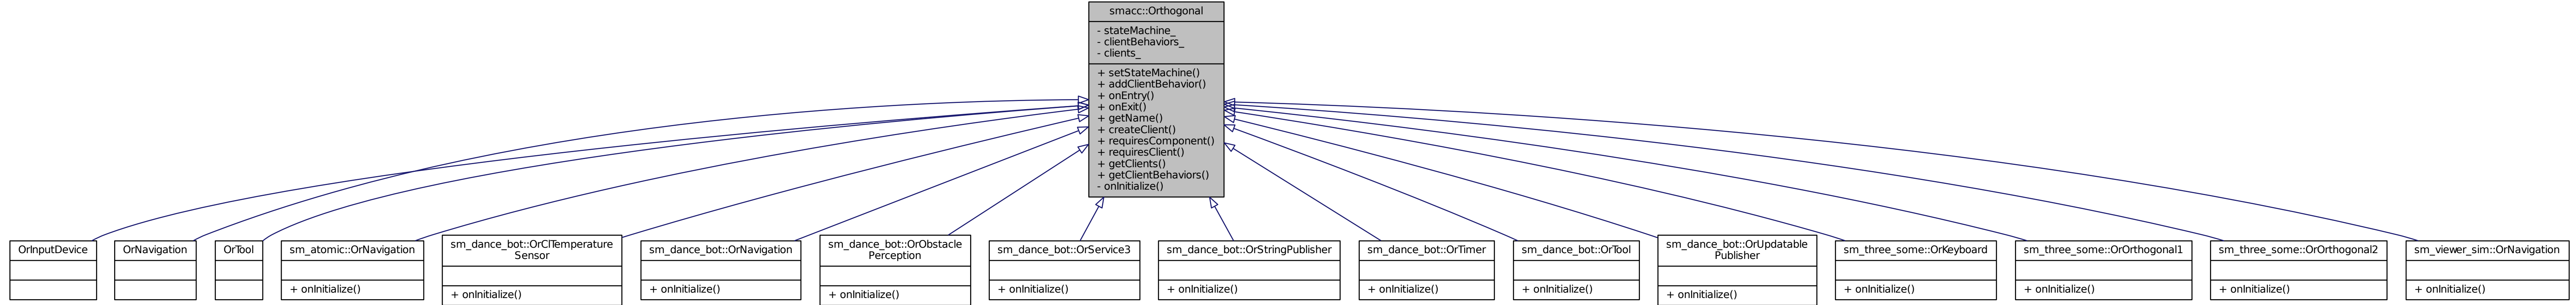 smacc::Orthogonal
- stateMachine_
- clientBehaviors_
- clients_
+ setStateMachine()
+ addClientBehavior()
+ onEntry()
+ onExit()
+ getName()
+ createClient()
+ requiresComponent()
+ requiresClient()
+ getClients()
+ getClientBehaviors()
- onInitialize()
OrInputDevice
OrNavigation
OrTool
sm_atomic::OrNavigation
+ onInitialize()
sm_dance_bot::OrClTemperature
Sensor
+ onInitialize()
sm_dance_bot::OrNavigation
+ onInitialize()
sm_dance_bot::OrObstacle
Perception
+ onInitialize()
sm_dance_bot::OrService3
+ onInitialize()
sm_dance_bot::OrStringPublisher
+ onInitialize()
sm_dance_bot::OrTimer
+ onInitialize()
sm_dance_bot::OrTool
+ onInitialize()
sm_dance_bot::OrUpdatable
Publisher
+ onInitialize()
sm_three_some::OrKeyboard
+ onInitialize()
sm_three_some::OrOrthogonal1
+ onInitialize()
sm_three_some::OrOrthogonal2
+ onInitialize()
sm_viewer_sim::OrNavigation
+ onInitialize()